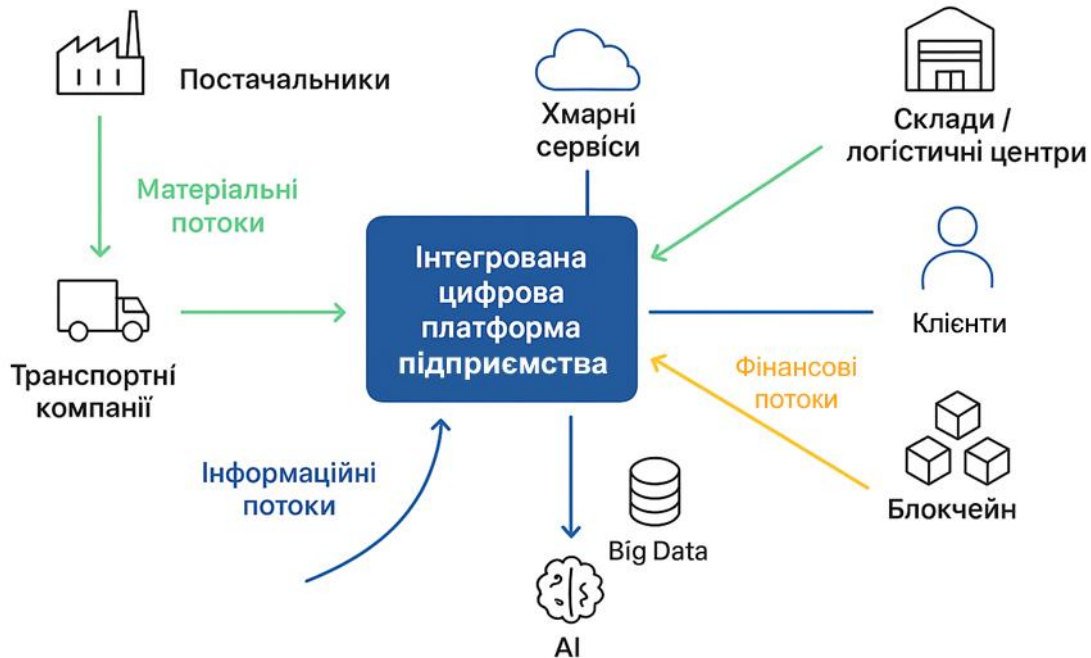 Постачальники
Хмарні
сервіси
Склади /
логістичні центри
Матеріальні
потоки
Інтегрована
цифрова
платформа
підприємства
Клієнти
Транспортні
компанії
Фінансові
потоки
Інформаційні
потоки
Блокчейн
Big Data
AI